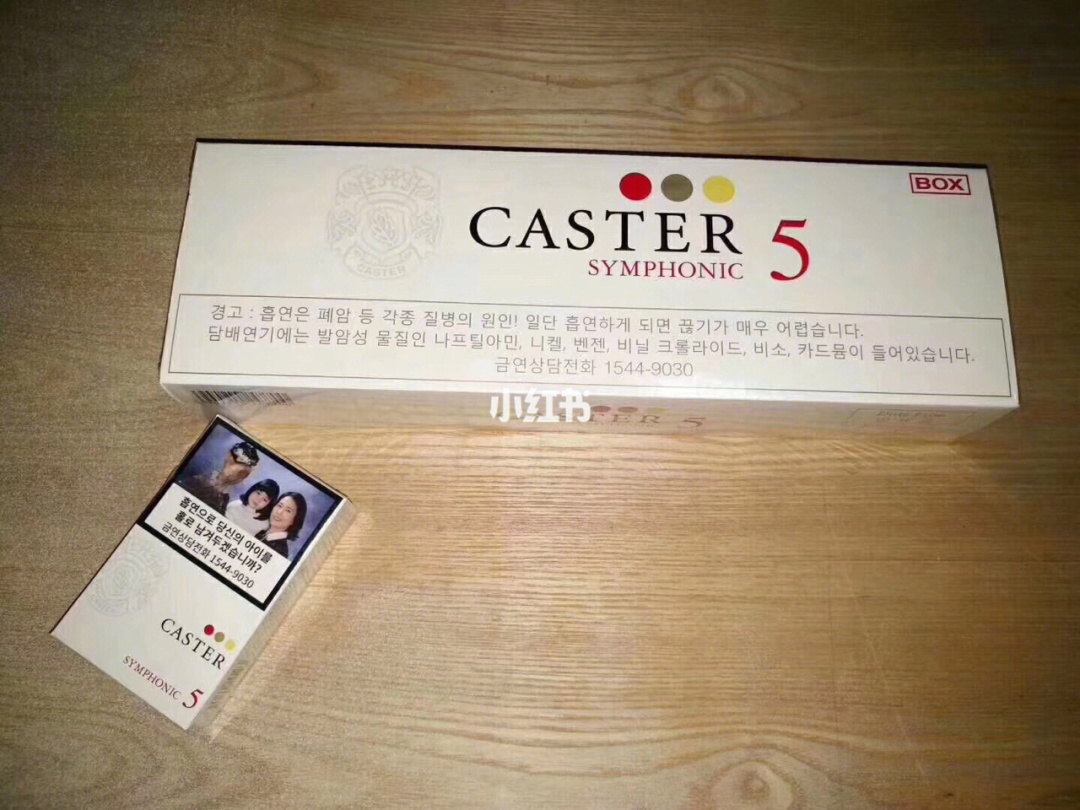 BOX
CASTER 5
SYMPHONIC
CASTER
경고 : 흡연은 폐암 등 각종 질병의 원인! 일단 흡연하게 되면 끊기가 매우 어렵습니다.
담배연기에는 발암성 물질인 나프틸아민, 니켈, 벤젠, 비닐 크롤라이드, 비소, 카드뮴이 들어있습니다.
금연상담전화 1544-9030
小红书
CASTER 5
흡연으로 당신의 아이를
홀로 남겨두겠습니까?
금연상담전화 1544-9030
CASTER
SYMPHONIC 5